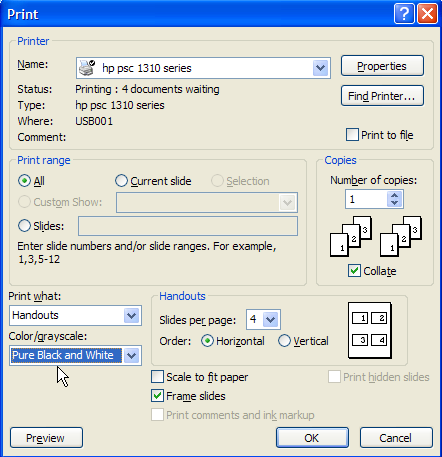 Print
Printer
Name:
hp psc 1310 series
Properties
Status:
Printing : 4 documents waiting
Type:
hp psc 1310 series
Find Printer...
Where:
USB001
Comment:
Print to file
Print range
All
Current slide
Selection
Custom Show:
Slides:
Enter slide numbers and/or slide ranges. For example,
1,3,5-12
Copies
Number of copies:
1
1 2 3
1 2 3
Collate
Print what:
Handouts
Color/grayscale:
Pure Black and White
Handouts
Slides per page:
4
Order:
Horizontal
Vertical
1 2
3 4
Scale to fit paper
Print hidden slides
Frame slides
Print comments and ink markup
Preview
OK
Cancel